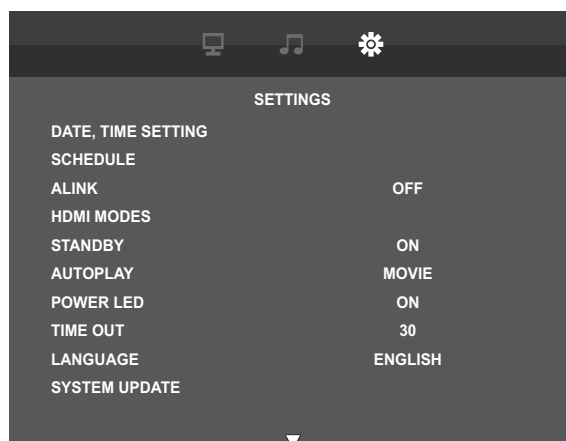 SETTINGS
DATE, TIME SETTING
SCHEDULE
ALINK OFF
HDMI MODES
STANDBY ON
AUTOPLAY MOVIE
POWER LED ON
TIME OUT 30
LANGUAGE ENGLISH
SYSTEM UPDATE